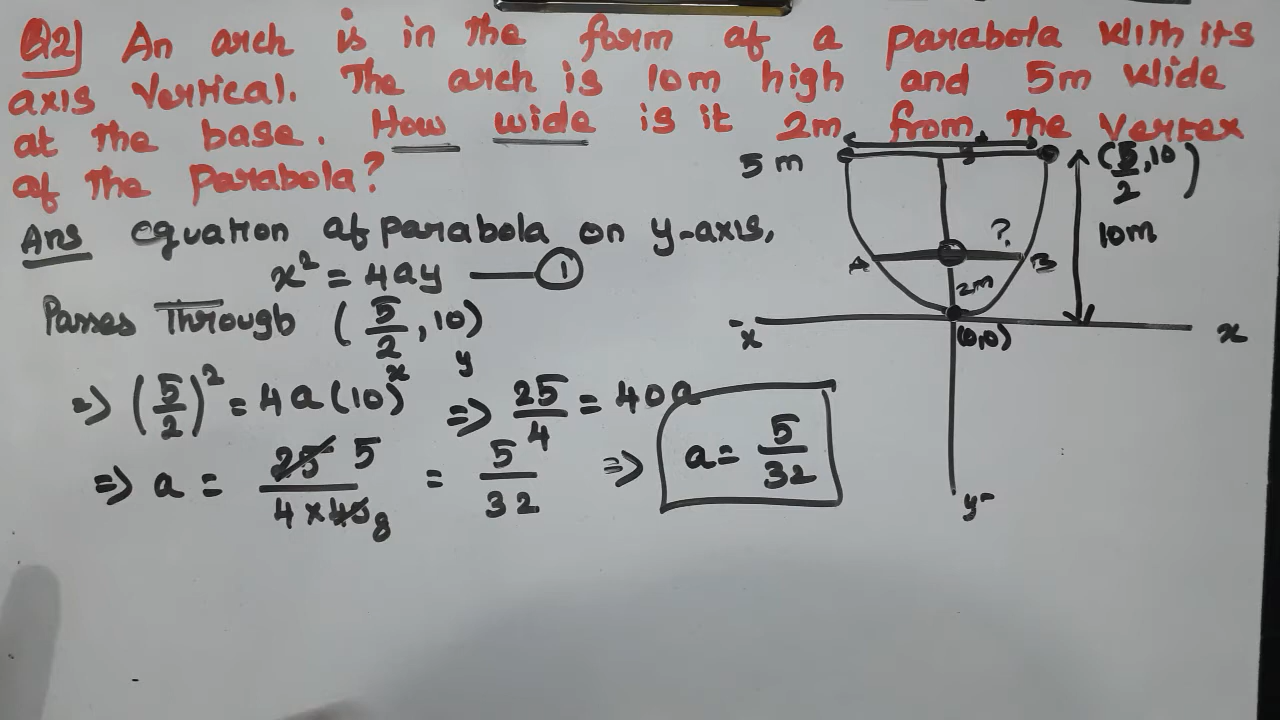 Q2) An arch is in the form of a parabola with its
axis vertical. The arch is 10m high and 5m wide
at the base. How wide is it 2m from the vertex
of the Parabola?
Ans equation of parabola on y-axis,
x² = 4ay —— ①
Passes Through (5/2, 10)
x y
=> (5/2)² = 4a(10) => 25/4 = 40a
=> a = 25 5 / 4×40 8 = 5/32 => a = 5/32
5 m
(5/2, 10)
10m
?
A B
2m
(0,0)
-x x
y-